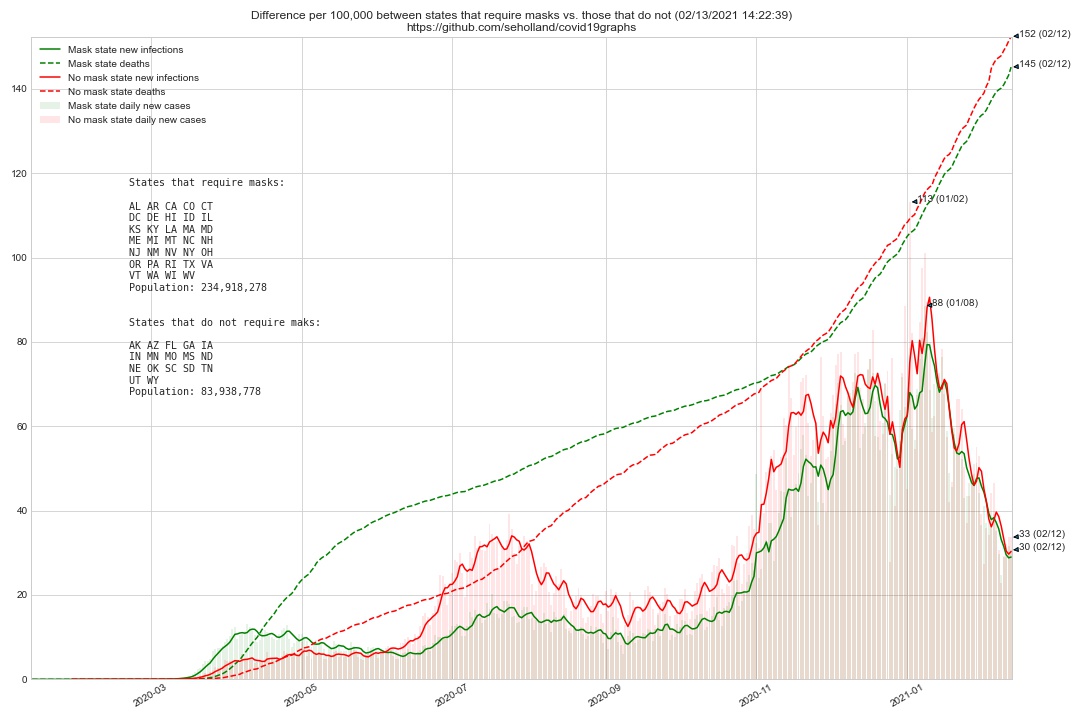 Difference per 100,000 between states that require masks vs. those that do not (02/13/2021 14:22:39)
https://github.com/seholland/covid19graphs
Mask state new infections
Mask state deaths
No mask state new infections
No mask state deaths
Mask state daily new cases
No mask state daily new cases
States that require masks:
AL AR CA CO CT
DC DE HI ID IL
KS KY LA MA MD
ME MI MT NC NH
NJ NM NV NY OH
OR PA RI TX VA
VT WA WI WV
Population: 234,918,278
States that do not require maks:
AK AZ FL GA IA
IN MN MO MS ND
NE OK SC SD TN
UT WY
Population: 83,938,778
152 (02/12)
145 (02/12)
113 (01/02)
88 (01/08)
33 (02/12)
30 (02/12)
140
120
100
80
60
40
20
0
2020-03
2020-05
2020-07
2020-09
2020-11
2021-01